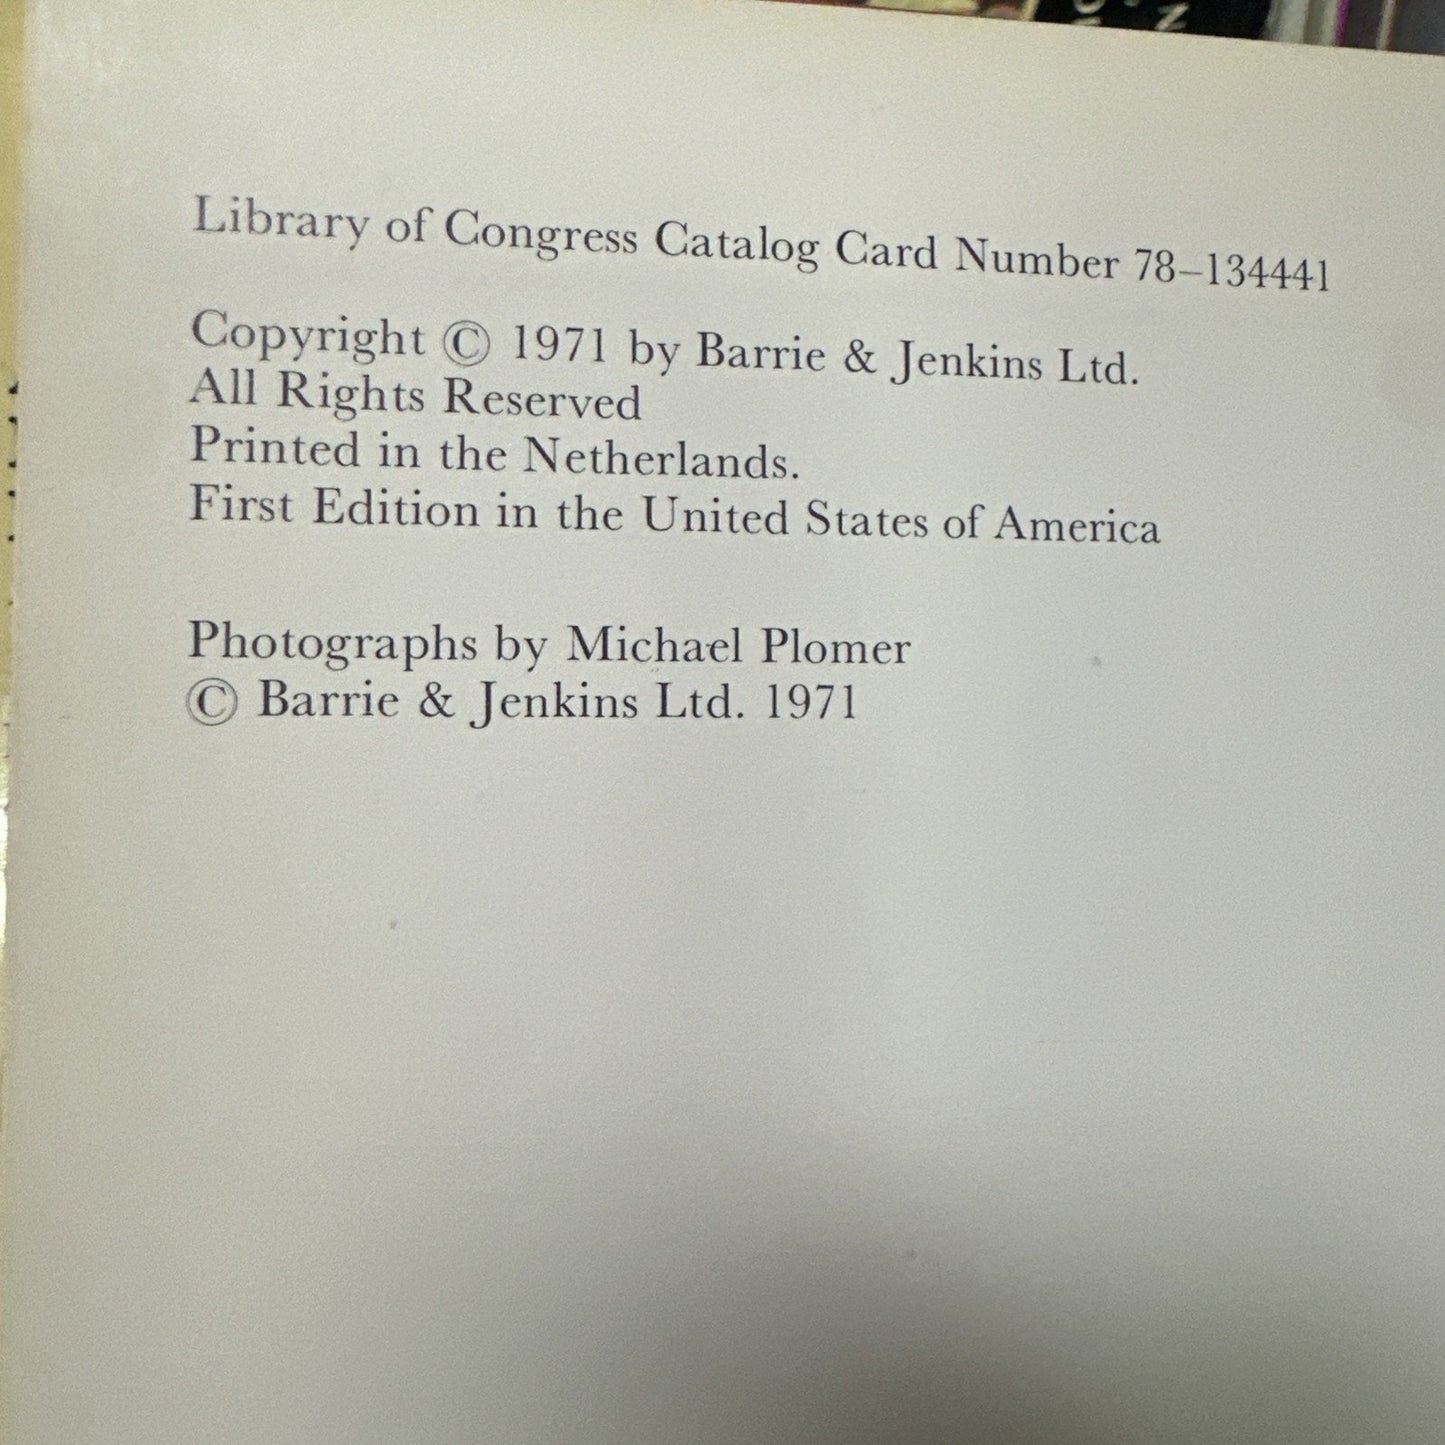 Library of Congress Catalog Card Number 78–134441
Copyright © 1971 by Barrie & Jenkins Ltd.
All Rights Reserved
Printed in the Netherlands.
First Edition in the United States of America
Photographs by Michael Plomer
© Barrie & Jenkins Ltd. 1971